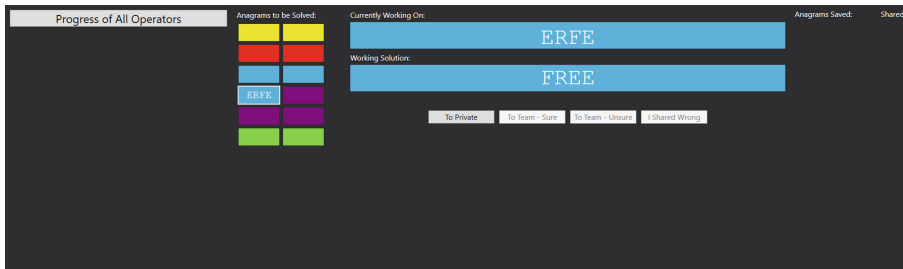 Progress of All Operators
Anagrams to be Solved:
ERFE
Currently Working On:
ERFE
Working Solution:
FREE
To Private
To Team - Sure
To Team - Unsure
I Shared Wrong
Anagrams Saved:
Shared